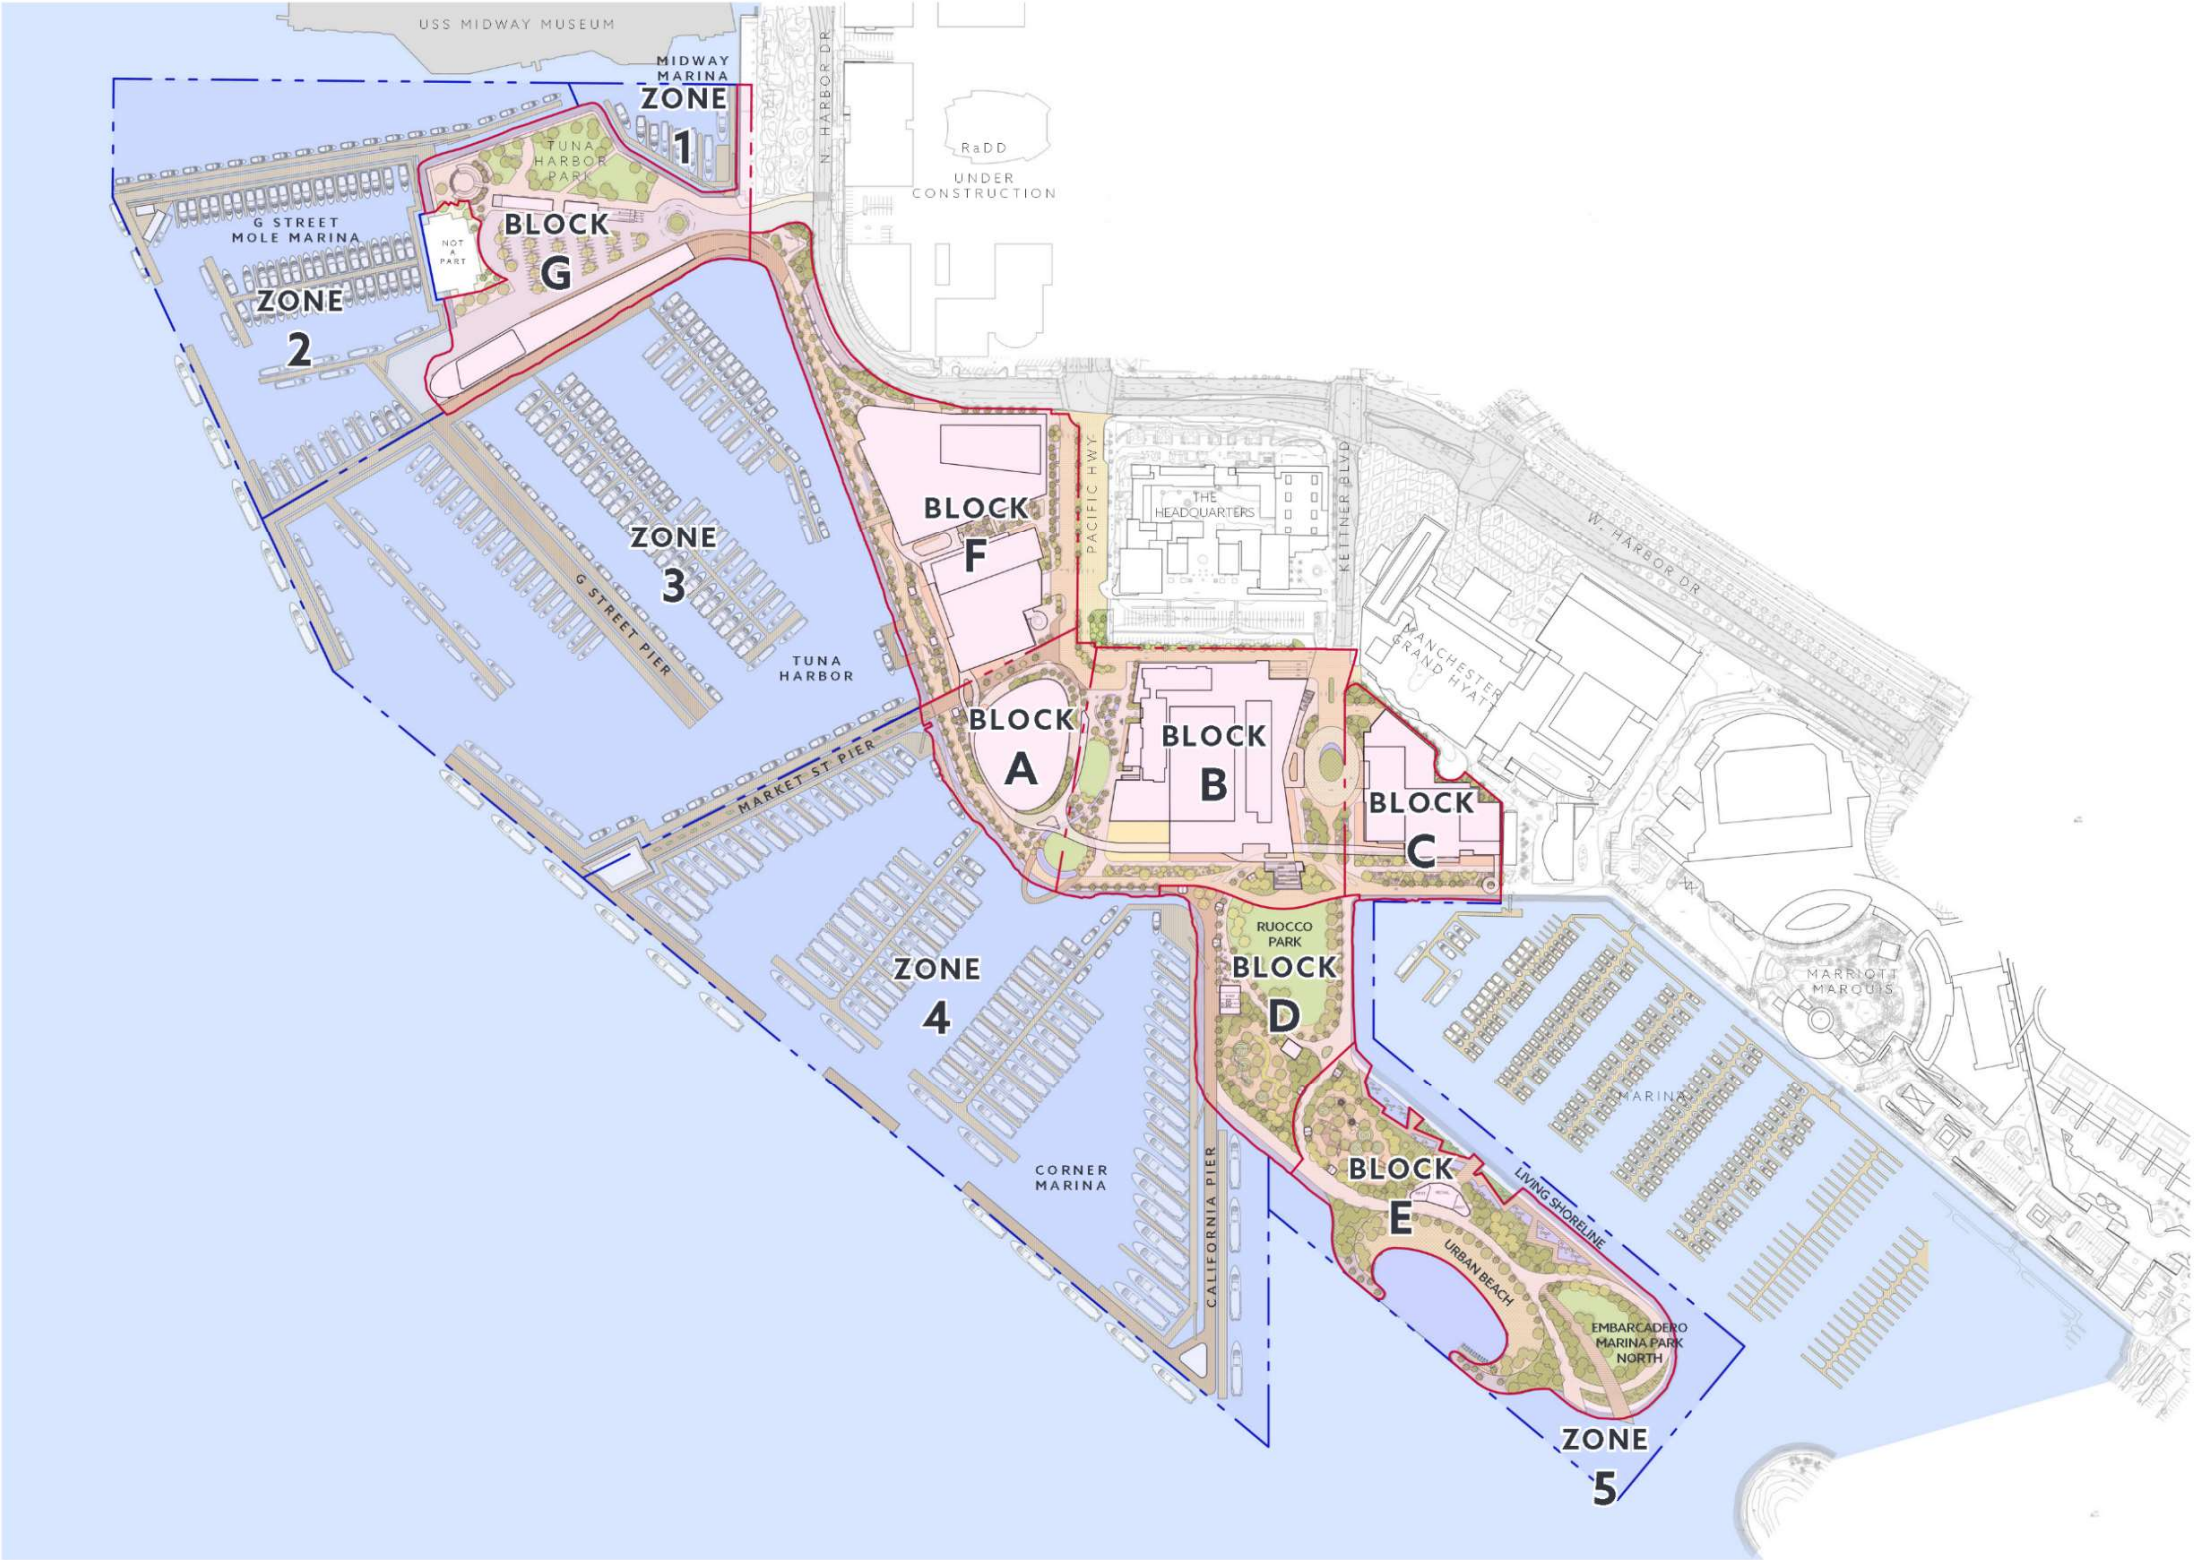 USS MIDWAY MUSEUM
MIDWAY
MARINA
ZONE
1
N. HARBOR DR
RaDD
UNDER
CONSTRUCTION
TUNA
HARBOR
PARK
G STREET
MOLE MARINA
NOT
A
PART
BLOCK
G
ZONE
2
BLOCK
F
PACIFIC HWY
THE
HEADQUARTERS
KETTNER BLVD
W. HARBOR DR
ZONE
3
G STREET PIER
TUNA
HARBOR
MANCHESTER
GRAND HYATT
BLOCK
A
BLOCK
B
BLOCK
C
MARKET ST PIER
RUOCCO
PARK
BLOCK
D
ZONE
4
MARRIOTT
MARQUIS
MARINA
CORNER
MARINA
CALIFORNIA PIER
BLOCK
E
LIVING SHORELINE
URBAN BEACH
EMBARCADERO
MARINA PARK
NORTH
ZONE
5